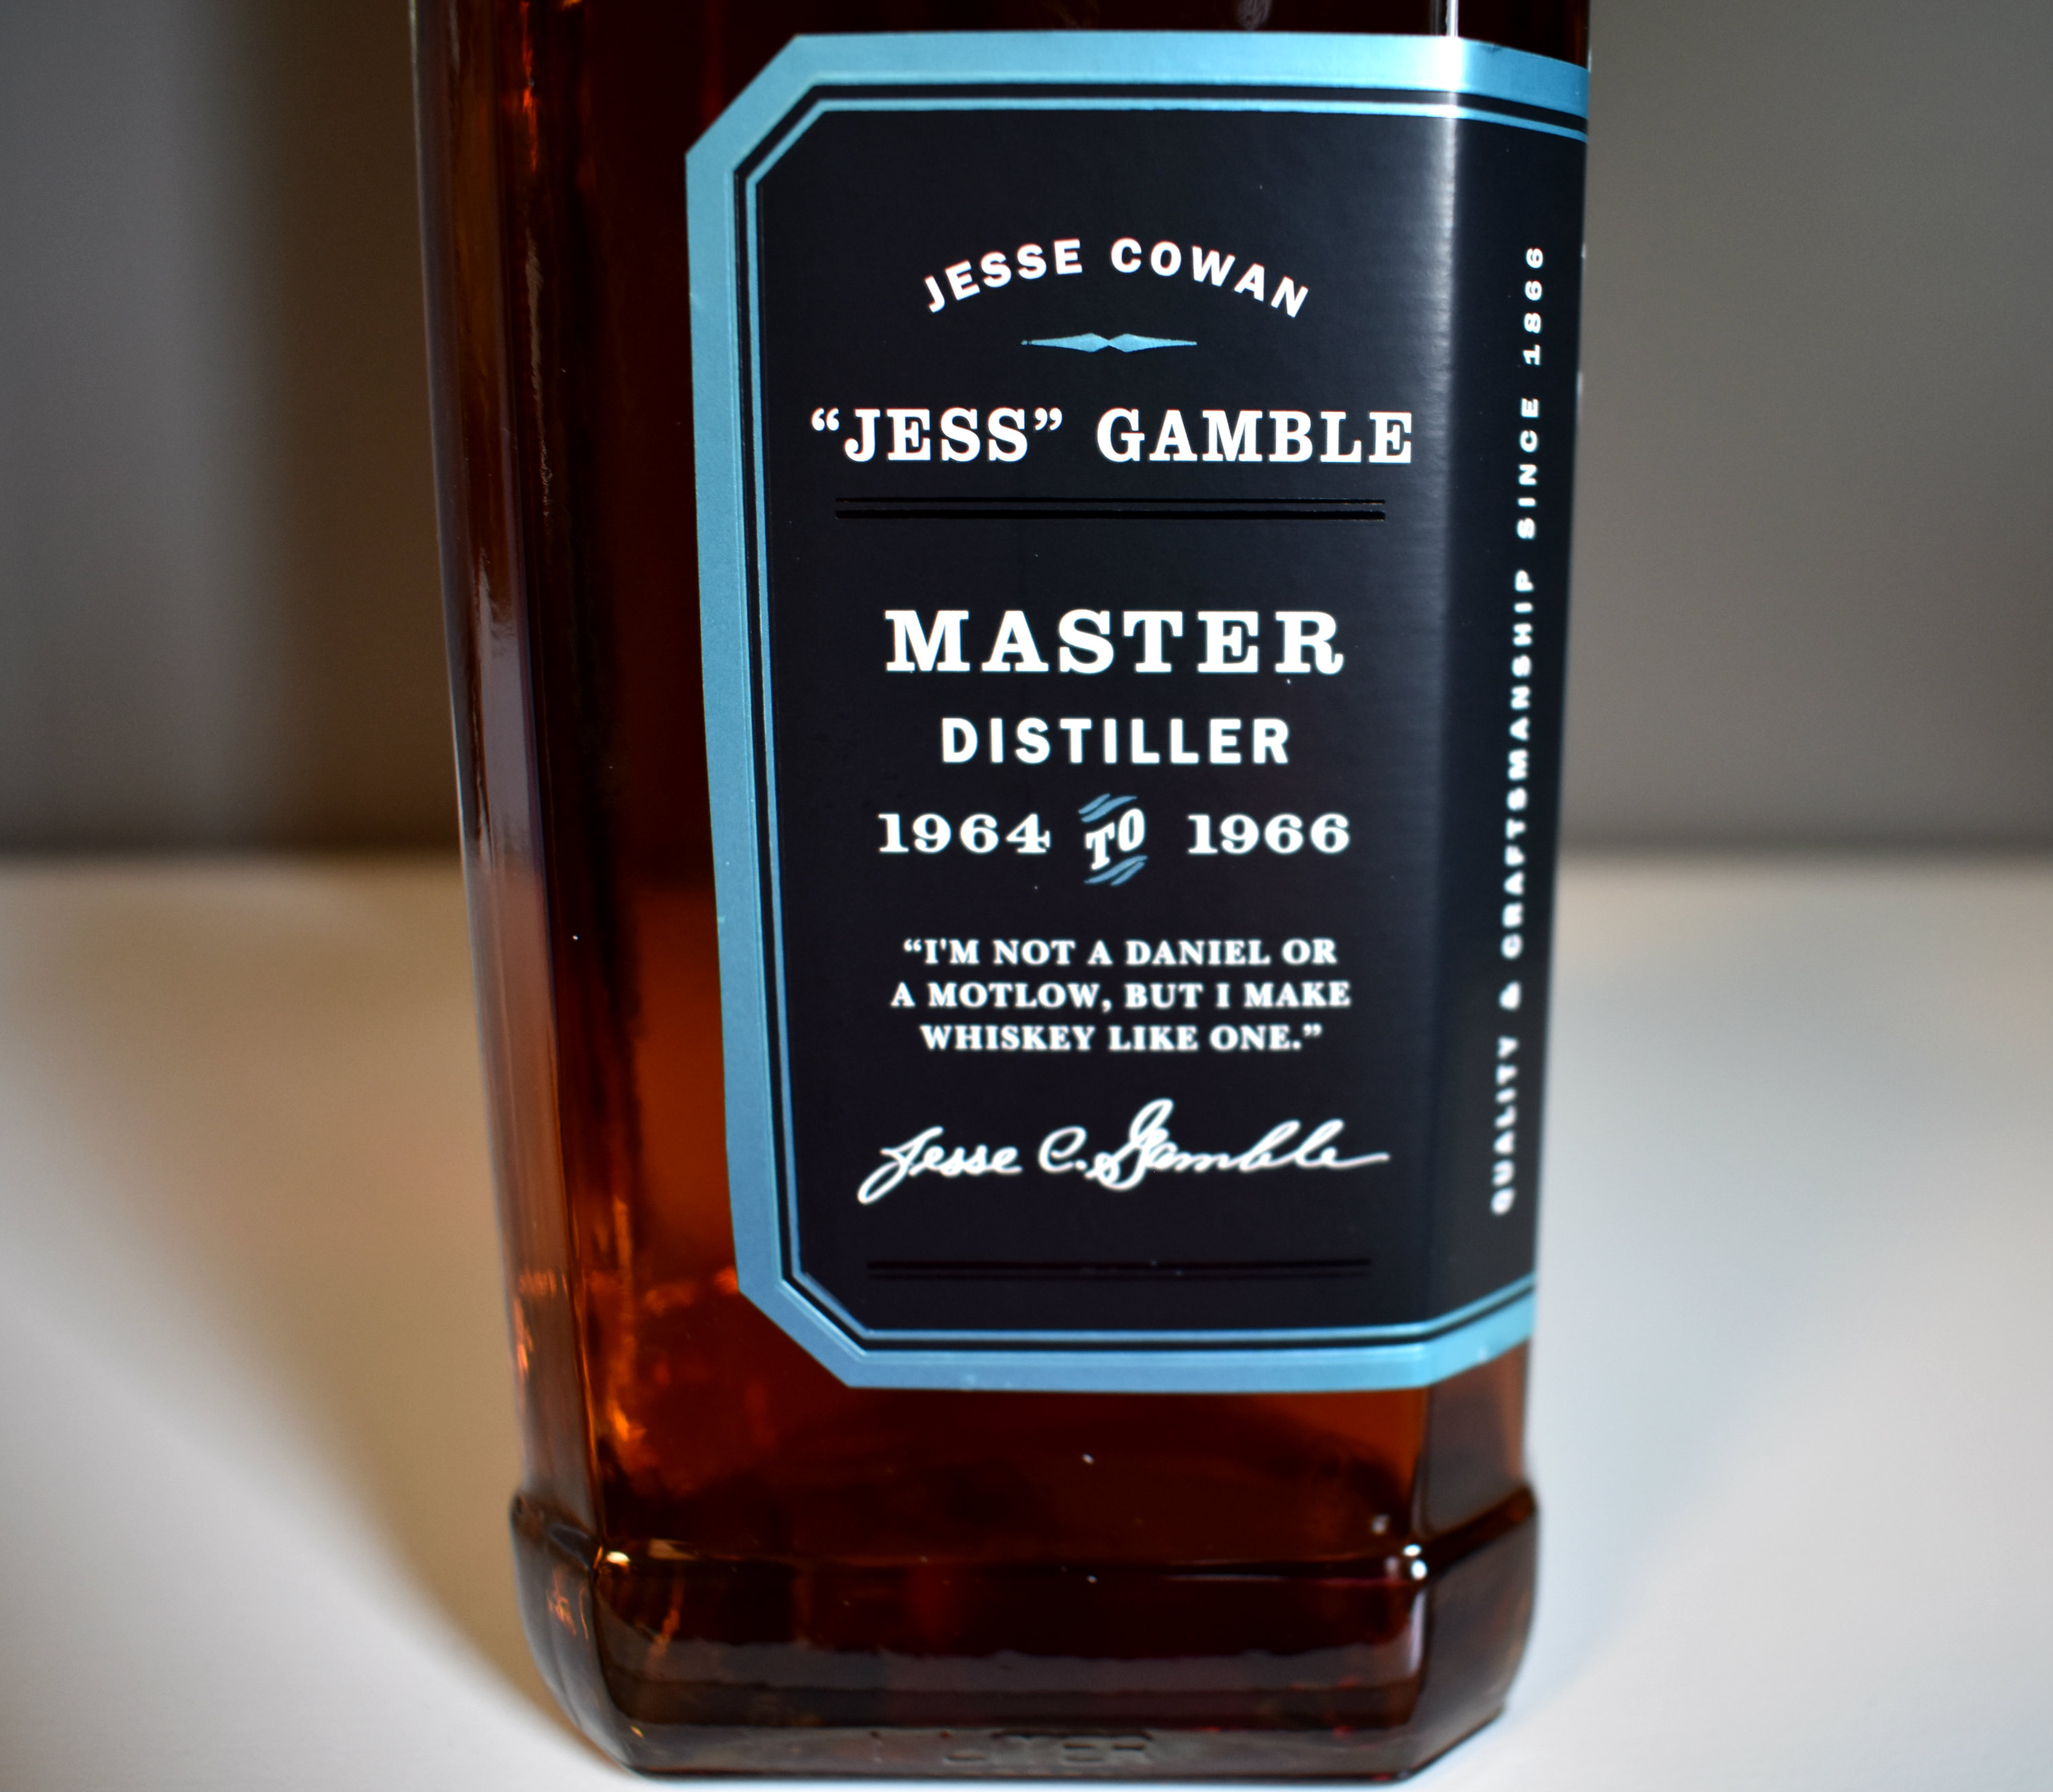 JESSE COWAN
“JESS” GAMBLE
MASTER
DISTILLER
1964 TO 1966
“I'M NOT A DANIEL OR
A MOTLOW, BUT I MAKE
WHISKEY LIKE ONE.”
Jesse C. Gamble
QUALITY & CRAFTSMANSHIP SINCE 1866